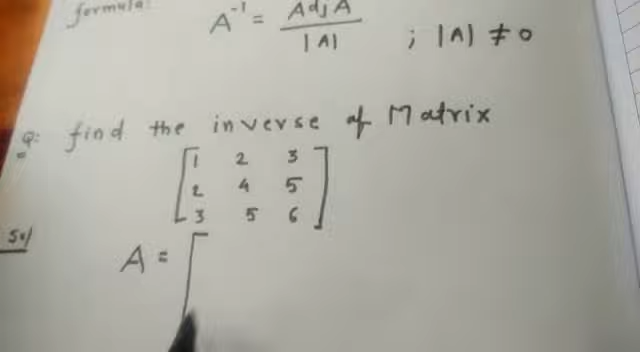 formula:
A⁻¹ = Adj A / |A| ; |A| ≠ 0
Q: find the inverse of Matrix
[ 1 2 3
2 4 5
3 5 6 ]
Sol
A = [